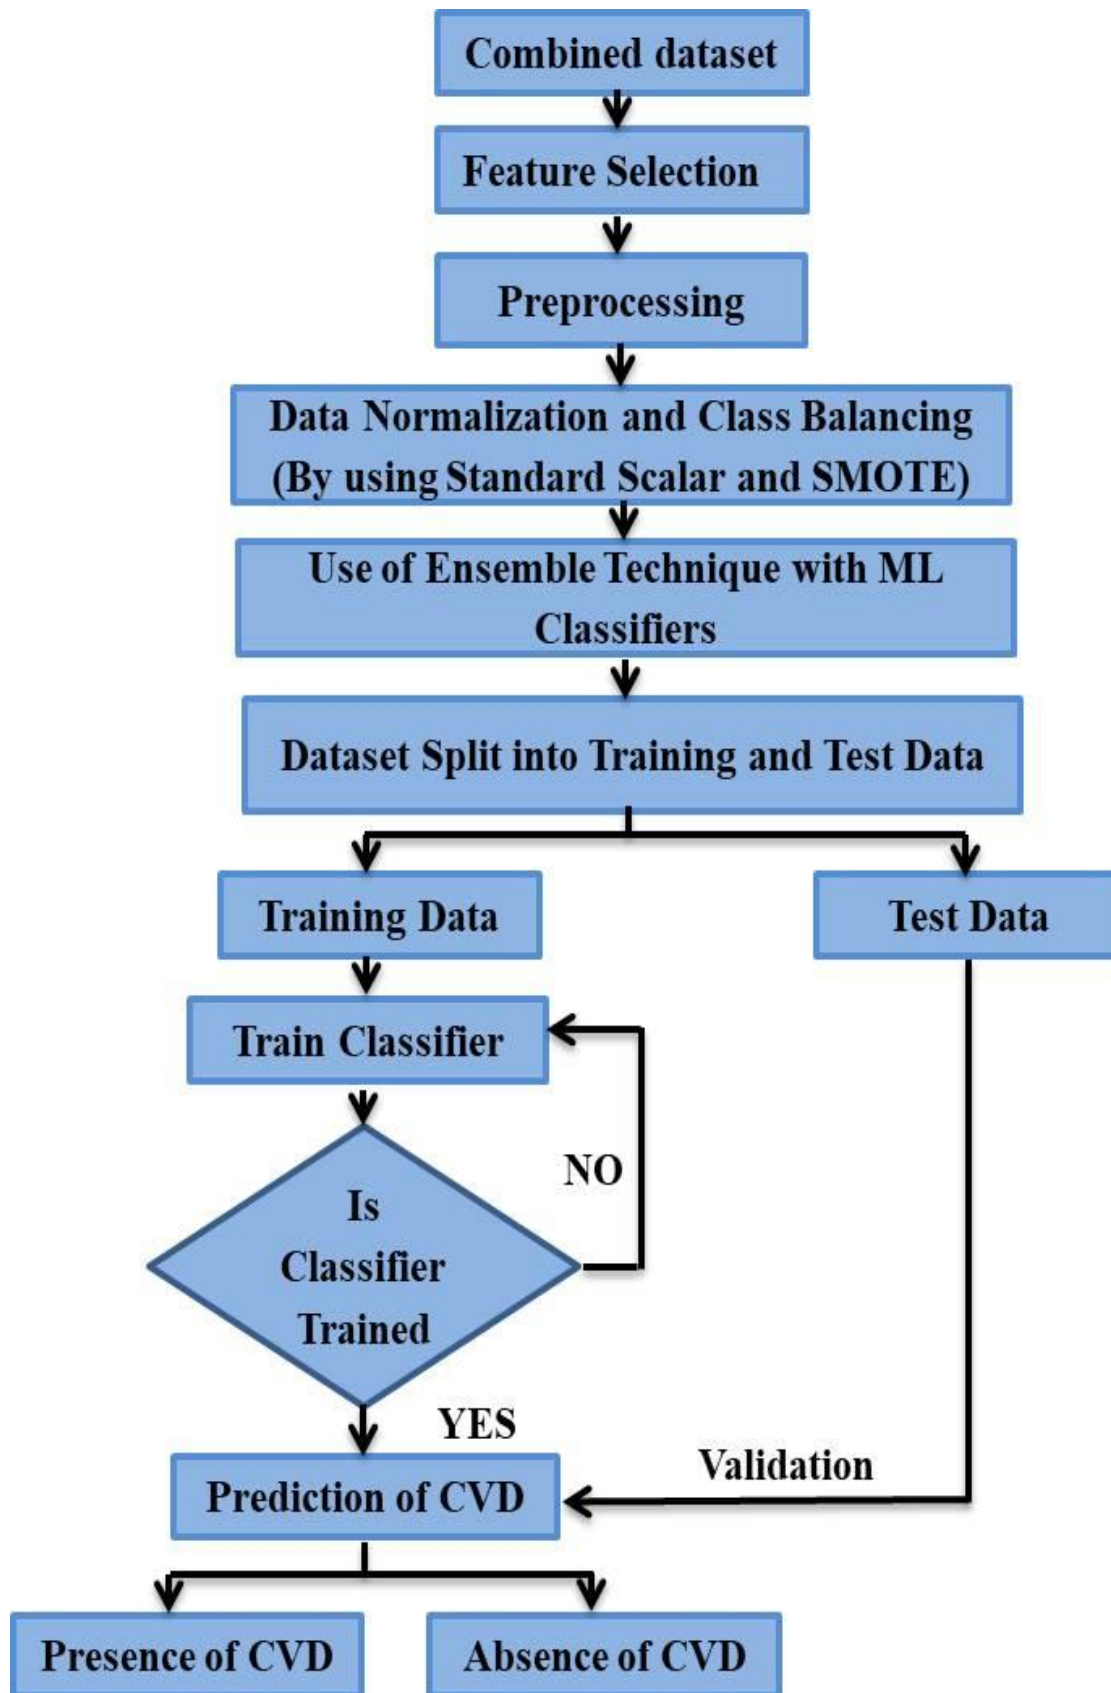 Combined dataset
Feature Selection
Preprocessing
Data Normalization and Class Balancing
(By using Standard Scalar and SMOTE)
Use of Ensemble Technique with ML
Classifiers
Dataset Split into Training and Test Data
Training Data
Test Data
Train Classifier
NO
Is
Classifier
Trained
YES
Validation
Prediction of CVD
Presence of CVD
Absence of CVD